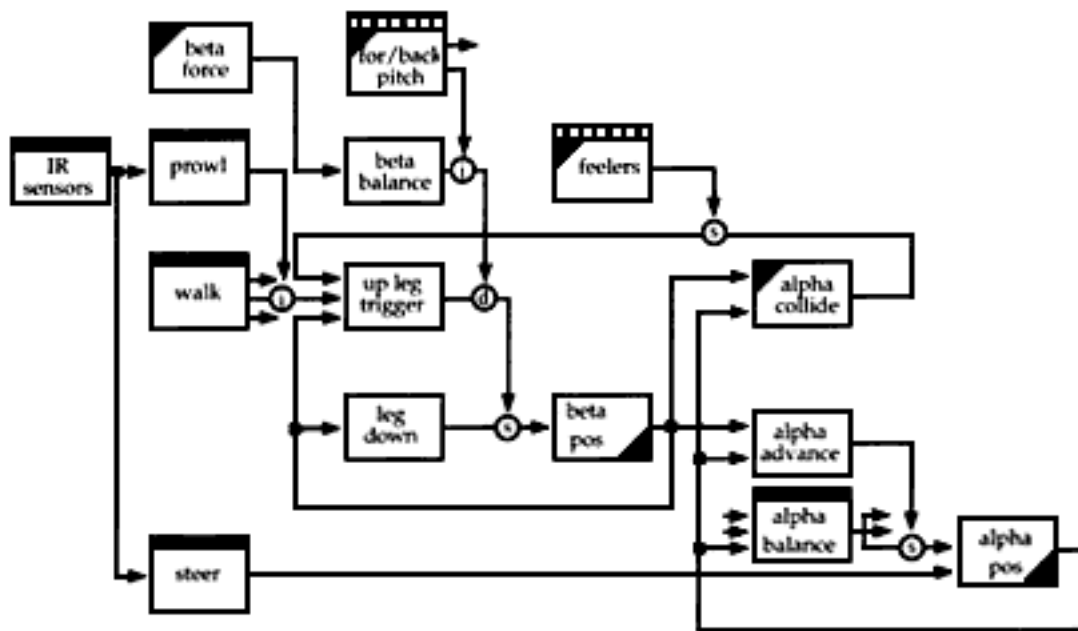 beta
force
for/back
pitch
IR
sensors
prowl
beta
balance
i
feelers
s
walk
i
up leg
trigger
d
alpha
collide
leg
down
s
beta
pos
alpha
advance
alpha
balance
s
alpha
pos
steer